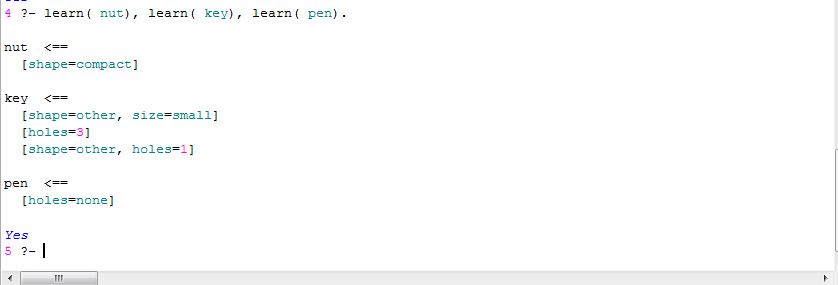 4 ?- learn( nut), learn( key), learn( pen).
nut <==
[shape=compact]
key <==
[shape=other, size=small]
[holes=3]
[shape=other, holes=1]
pen <==
[holes=none]
Yes
5 ?-